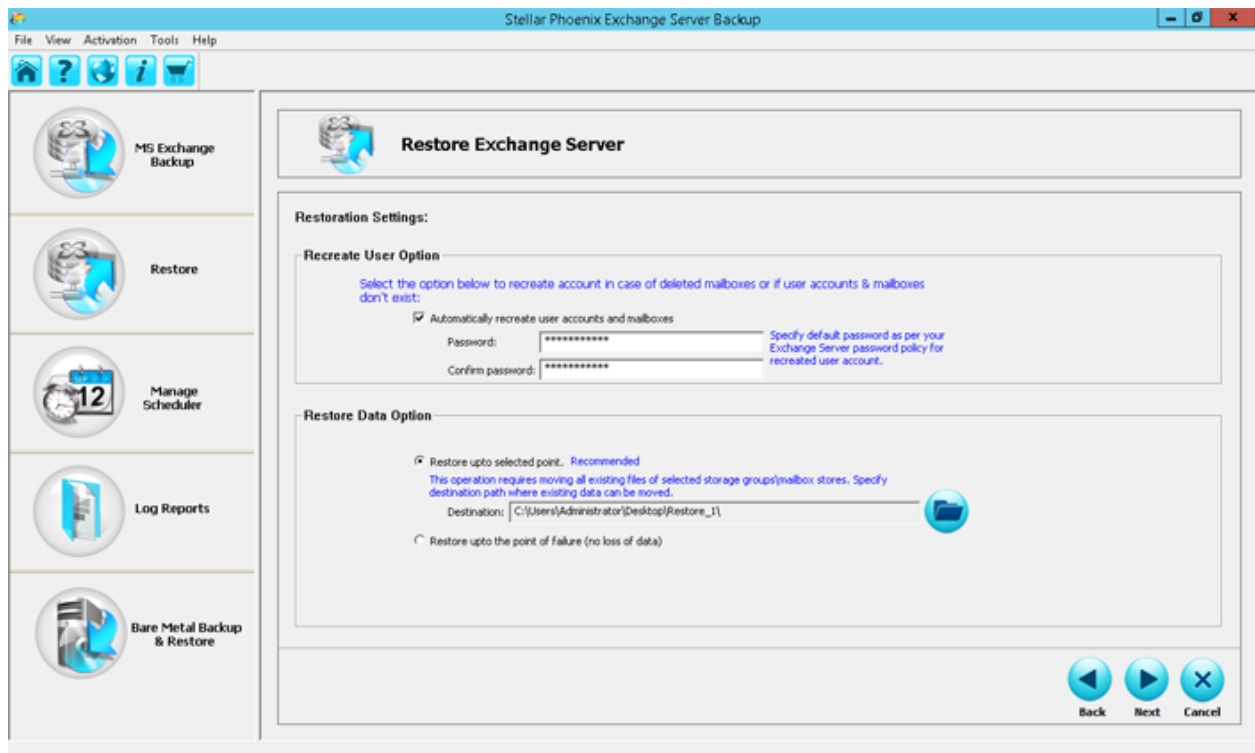 Stellar Phoenix Exchange Server Backup
File View Activation Tools Help
MS Exchange
Backup
Restore
12
Manage
Scheduler
Log Reports
Bare Metal Backup
& Restore
Restore Exchange Server
Restoration Settings:
Recreate User Option
Select the option below to recreate account in case of deleted mailboxes or if user accounts & mailboxes
don't exist:
Automatically recreate user accounts and mailboxes
Password: ***********
Specify default password as per your
Exchange Server password policy for
recreated user account.
Confirm password: ***********
Restore Data Option
Restore upto selected point. Recommended
This operation requires moving all existing files of selected storage groups\mailbox stores. Specify
destination path where existing data can be moved.
Destination: C:\Users\Administrator\Desktop\Restore_1\
Restore upto the point of failure (no loss of data)
Back Next Cancel